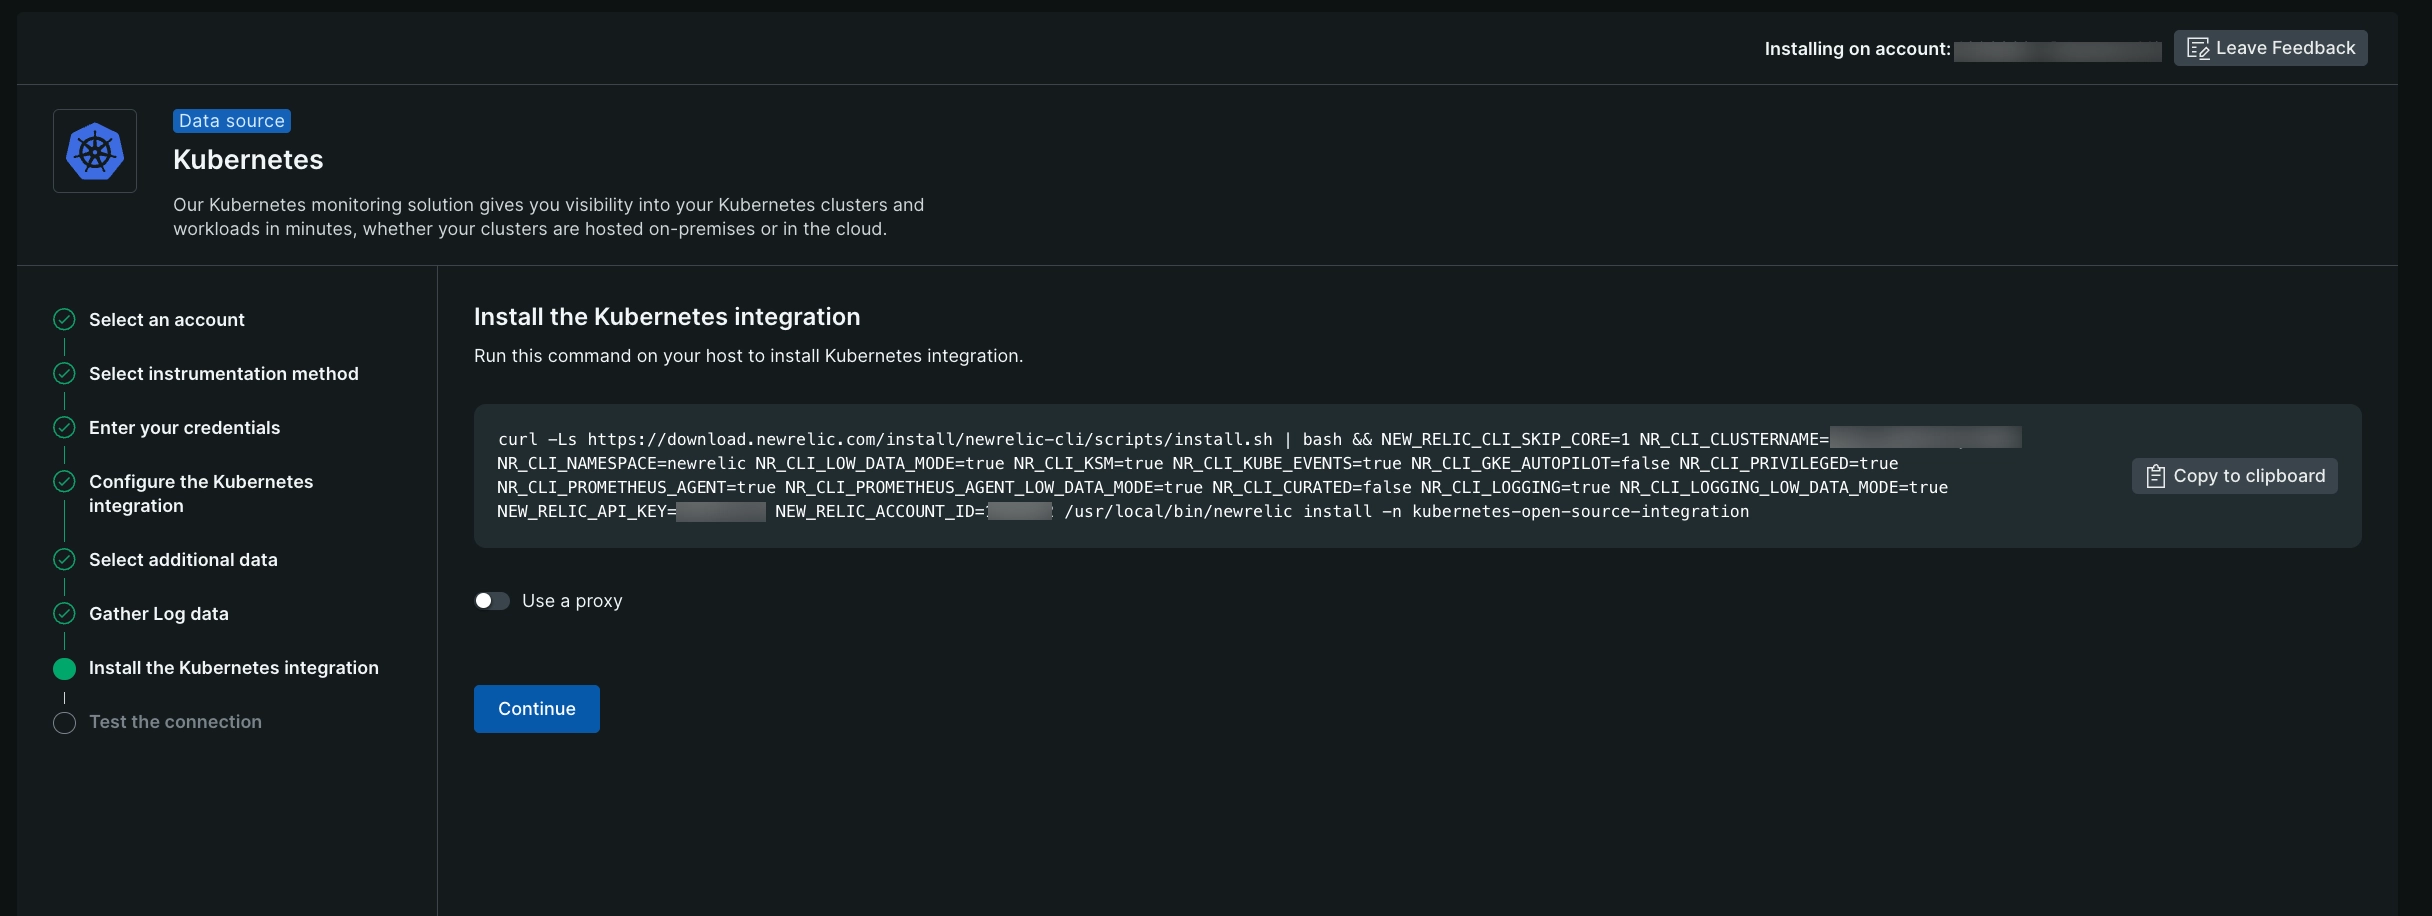 Installing on account:
Leave Feedback
Data source
Kubernetes
Our Kubernetes monitoring solution gives you visibility into your Kubernetes clusters and
workloads in minutes, whether your clusters are hosted on-premises or in the cloud.
Select an account
Select instrumentation method
Enter your credentials
Configure the Kubernetes
integration
Select additional data
Gather Log data
Install the Kubernetes integration
Test the connection
Install the Kubernetes integration
Run this command on your host to install Kubernetes integration.
curl -Ls https://download.newrelic.com/install/newrelic-cli/scripts/install.sh | bash && NEW_RELIC_CLI_SKIP_CORE=1 NR_CLI_CLUSTERNAME=
NR_CLI_NAMESPACE=newrelic NR_CLI_LOW_DATA_MODE=true NR_CLI_KSM=true NR_CLI_KUBE_EVENTS=true NR_CLI_GKE_AUTOPILOT=false NR_CLI_PRIVILEGED=true
NR_CLI_PROMETHEUS_AGENT=true NR_CLI_PROMETHEUS_AGENT_LOW_DATA_MODE=true NR_CLI_CURATED=false NR_CLI_LOGGING=true NR_CLI_LOGGING_LOW_DATA_MODE=true
NEW_RELIC_API_KEY= NEW_RELIC_ACCOUNT_ID= /usr/local/bin/newrelic install -n kubernetes-open-source-integration
Copy to clipboard
Use a proxy
Continue